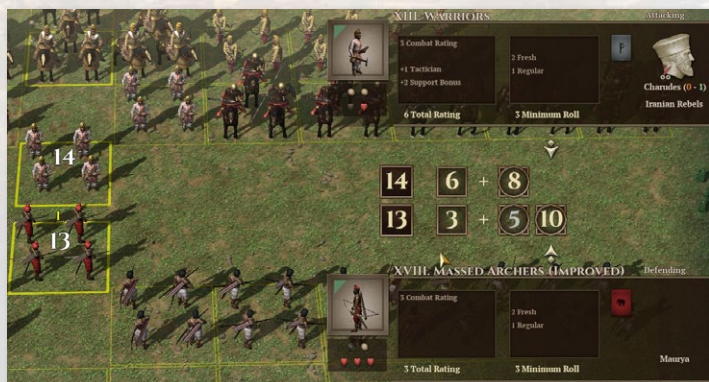 XIII. Warriors
Attacking
3 Combat Rating
+1 Tactician
+2 Support Bonus
2 Fresh
1 Regular
6 Total Rating
3 Minimum Roll
Charudes (0 - 1)
Iranian Rebels
14
14 6 + 8
13
13 3 + 5 10
XVIII. Massed Archers (Improved)
Defending
3 Combat Rating
2 Fresh
1 Regular
3 Total Rating
3 Minimum Roll
Maurya